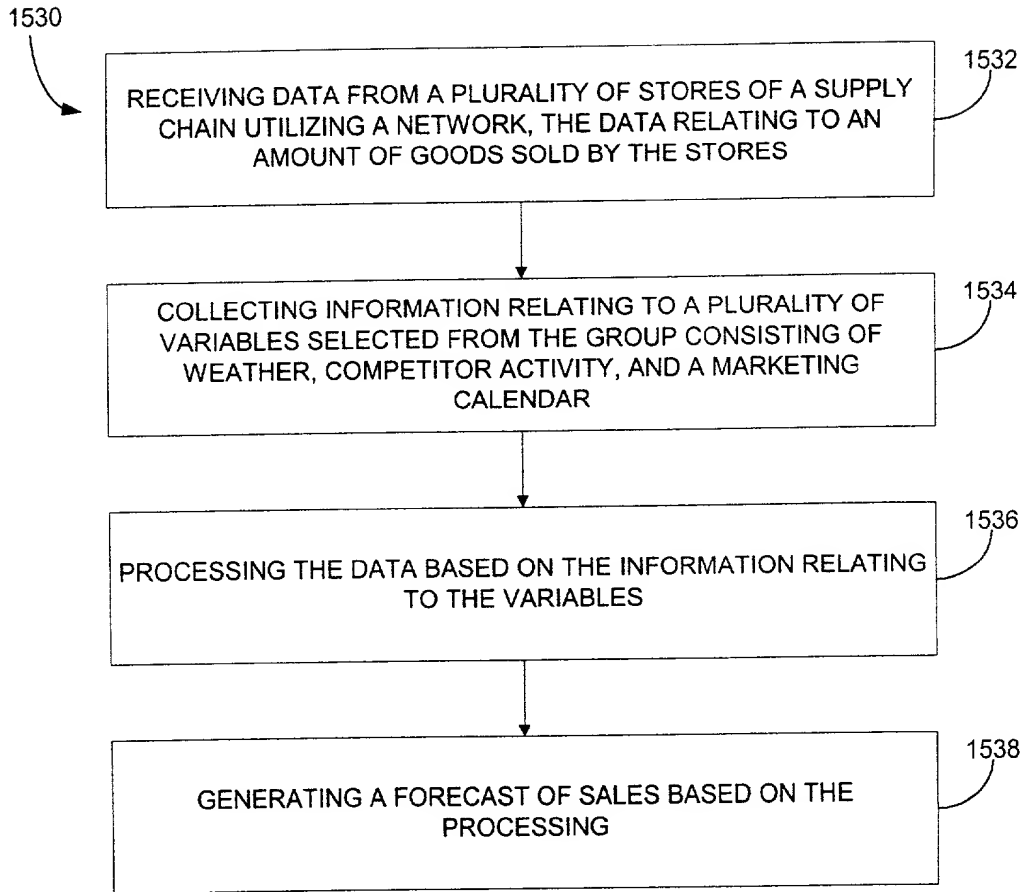 1530
1532
RECEIVING DATA FROM A PLURALITY OF STORES OF A SUPPLY
CHAIN UTILIZING A NETWORK, THE DATA RELATING TO AN
AMOUNT OF GOODS SOLD BY THE STORES
1534
COLLECTING INFORMATION RELATING TO A PLURALITY OF
VARIABLES SELECTED FROM THE GROUP CONSISTING OF
WEATHER, COMPETITOR ACTIVITY, AND A MARKETING
CALENDAR
1536
PROCESSING THE DATA BASED ON THE INFORMATION RELATING
TO THE VARIABLES
1538
GENERATING A FORECAST OF SALES BASED ON THE
PROCESSING